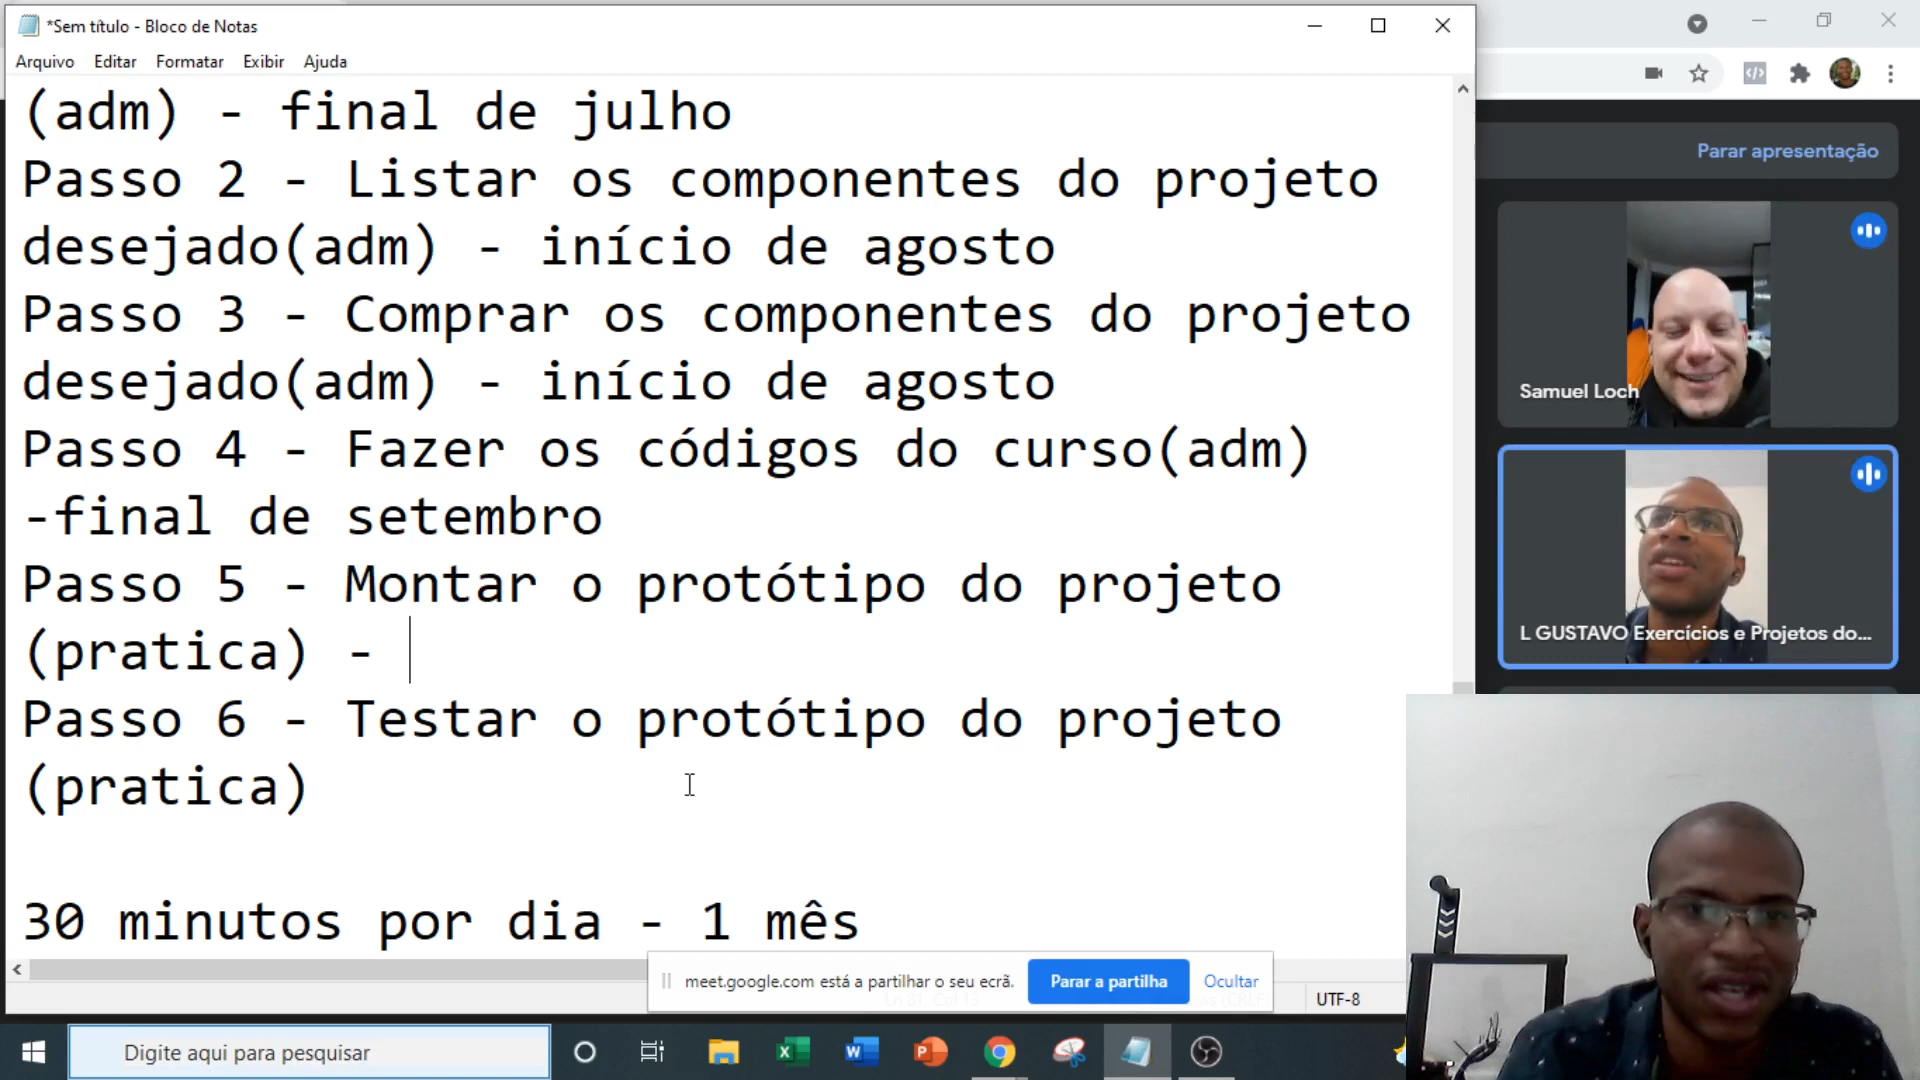 *Sem título - Bloco de Notas
Arquivo Editar Formatar Exibir Ajuda
(adm) - final de julho
Passo 2 - Listar os componentes do projeto
desejado(adm) - início de agosto
Passo 3 - Comprar os componentes do projeto
desejado(adm) - início de agosto
Passo 4 - Fazer os códigos do curso(adm)
-final de setembro
Passo 5 - Montar o protótipo do projeto
(pratica) -
Passo 6 - Testar o protótipo do projeto
(pratica)
30 minutos por dia - 1 mês
Parar apresentação
Samuel Loch
L GUSTAVO Exercícios e Projetos do...
meet.google.com está a partilhar o seu ecrã. Parar a partilha Ocultar
UTF-8
Digite aqui para pesquisar